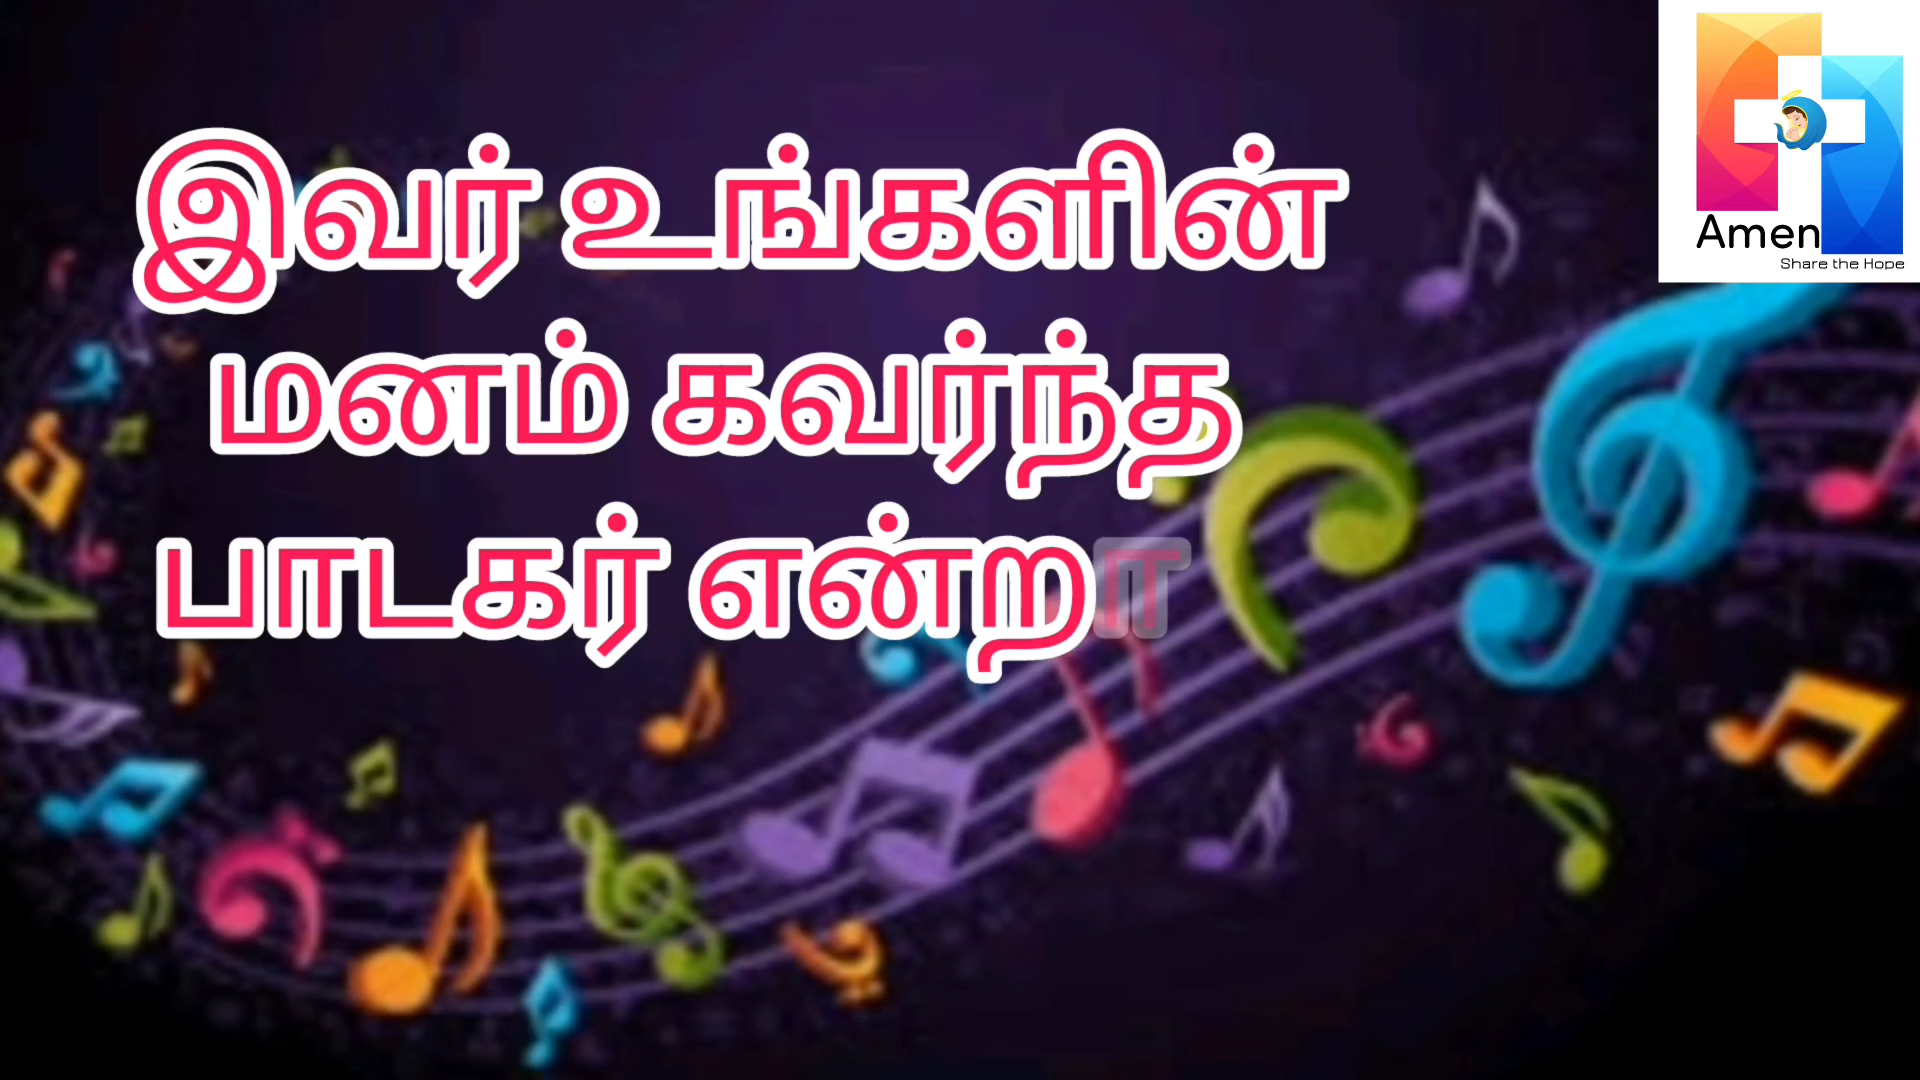 இவர் உங்களின்
மனம் கவர்ந்த
பாடகர் என்றா
Amen
Share the Hope